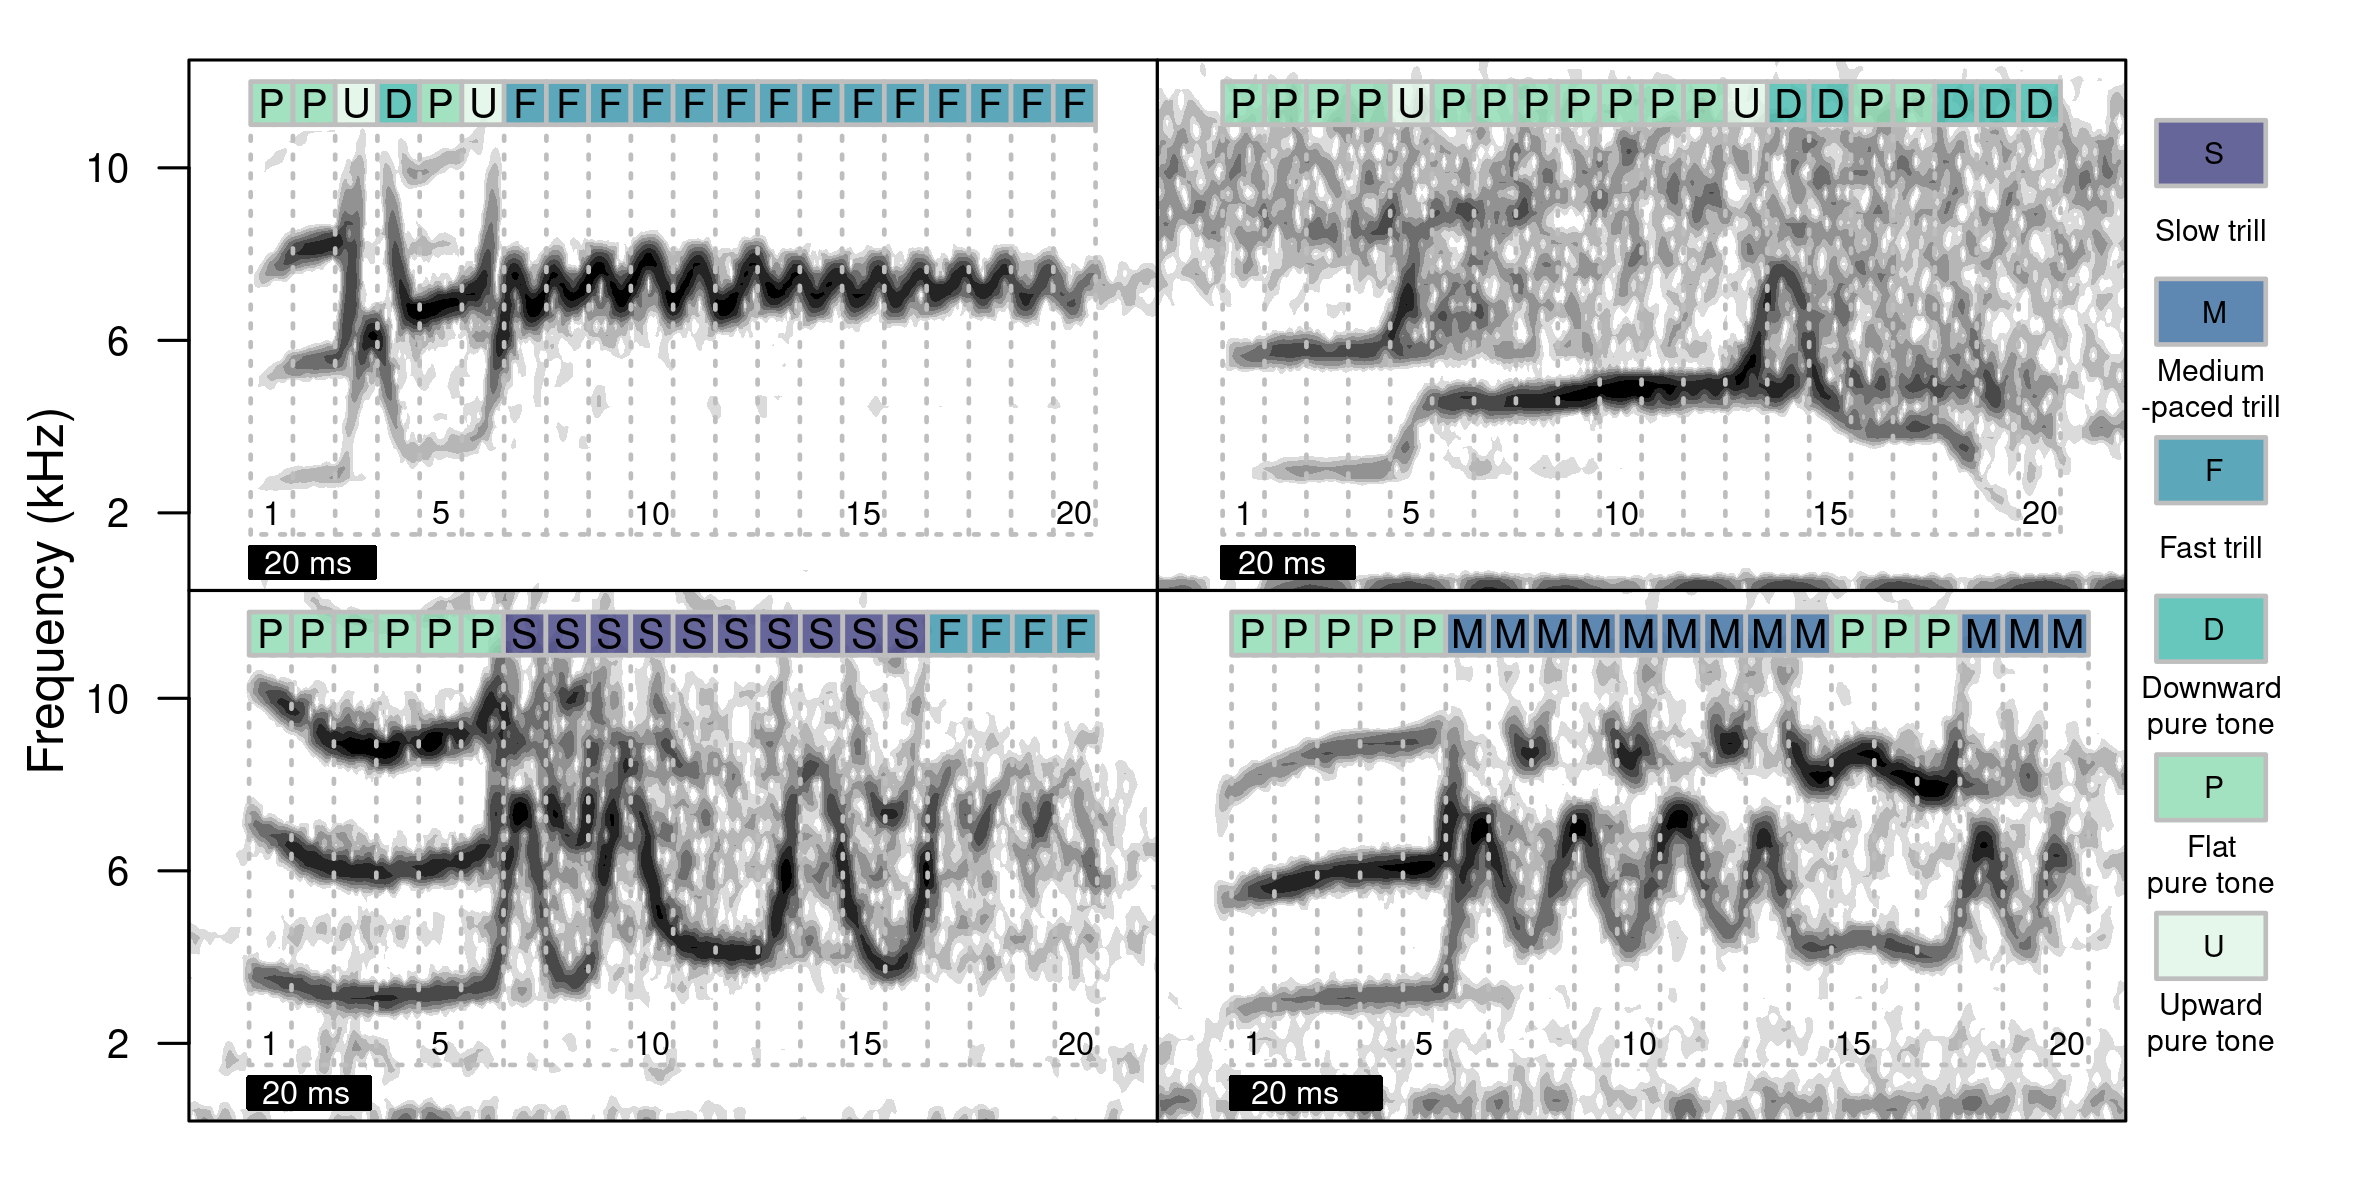 P P U D P U F F F F F F F F F F F F F F
P P P P U P P P P P P P U D D P P D D D
S
10
Slow trill
M
6
Medium
-paced trill
F
2
1 5 10 15 20
1 5 10 15 20
Fast trill
20 ms
20 ms
Frequency (kHz)
P P P P P P S S S S S S S S S S F F F F
P P P P P M M M M M M M M M P P P M M M
D
10
Downward
pure tone
P
6
Flat
pure tone
U
2
1 5 10 15 20
1 5 10 15 20
Upward
pure tone
20 ms
20 ms